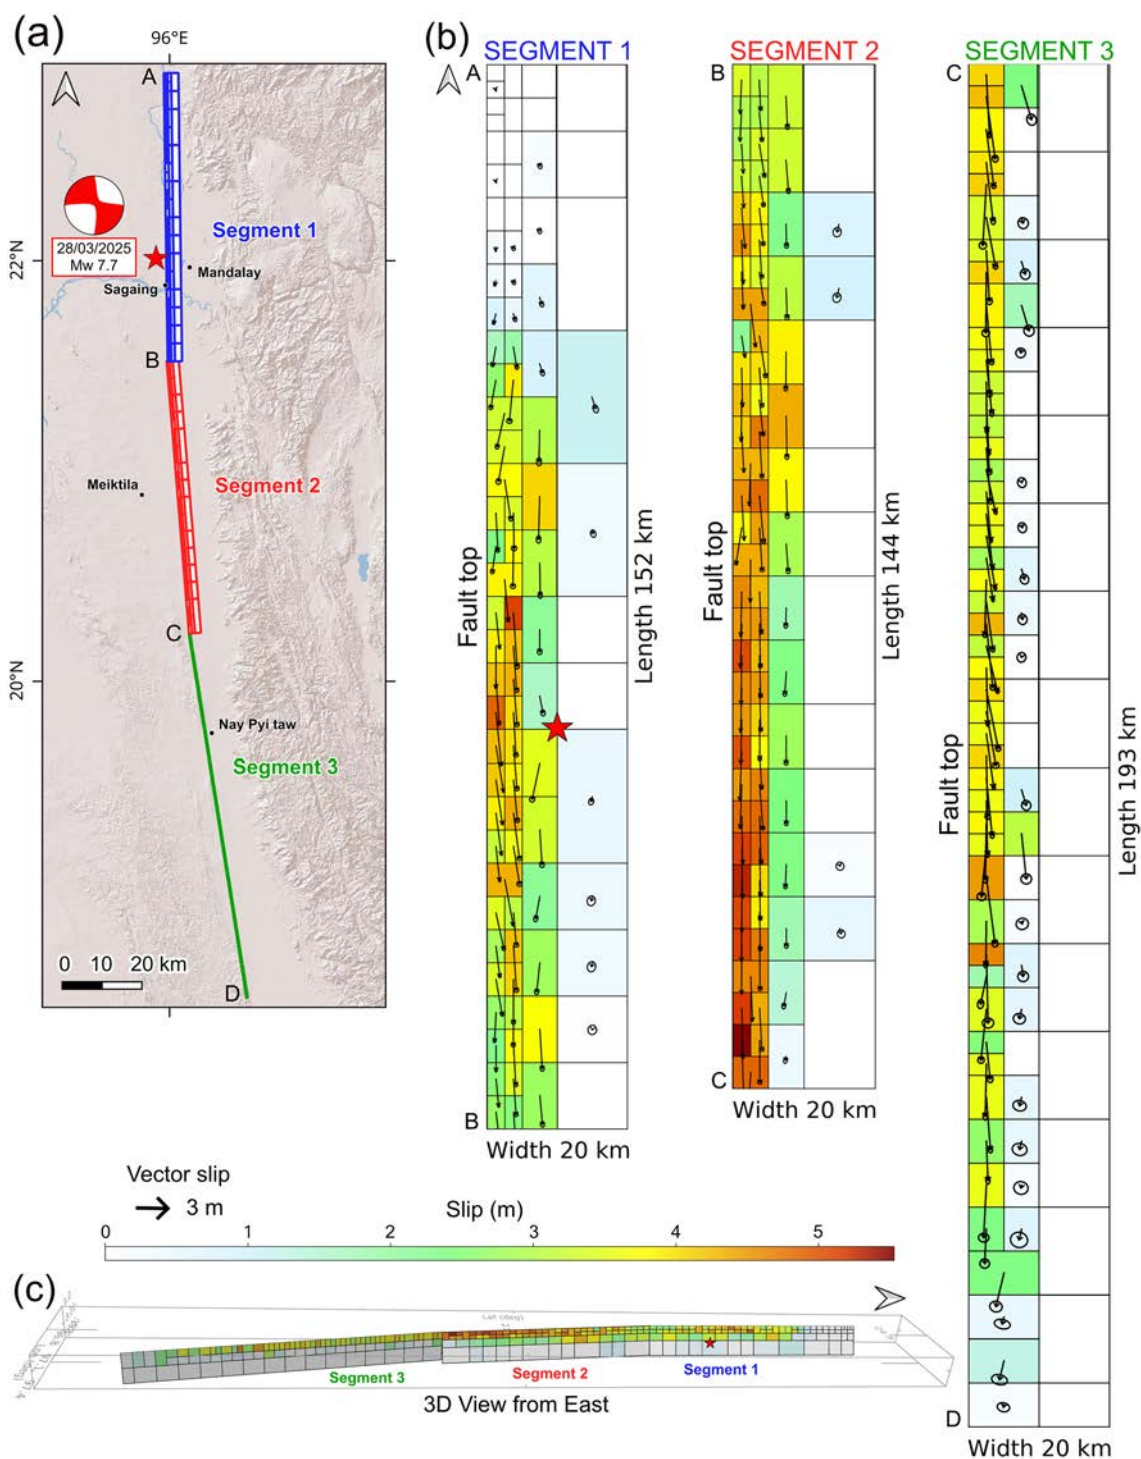 (a)
96°E
22°N
20°N
A
28/03/2025
Mw 7.7
Segment 1
Mandalay
Sagaing
B
Meiktila
Segment 2
C
Nay Pyi taw
Segment 3
0 10 20 km
D
(b)
SEGMENT 1
A
Fault top
Length 152 km
B
Width 20 km
SEGMENT 2
B
Fault top
Length 144 km
C
Width 20 km
SEGMENT 3
C
Fault top
Length 193 km
D
Width 20 km
Vector slip
3 m
Slip (m)
0 1 2 3 4 5
(c)
Segment 3
Segment 2
Segment 1
3D View from East